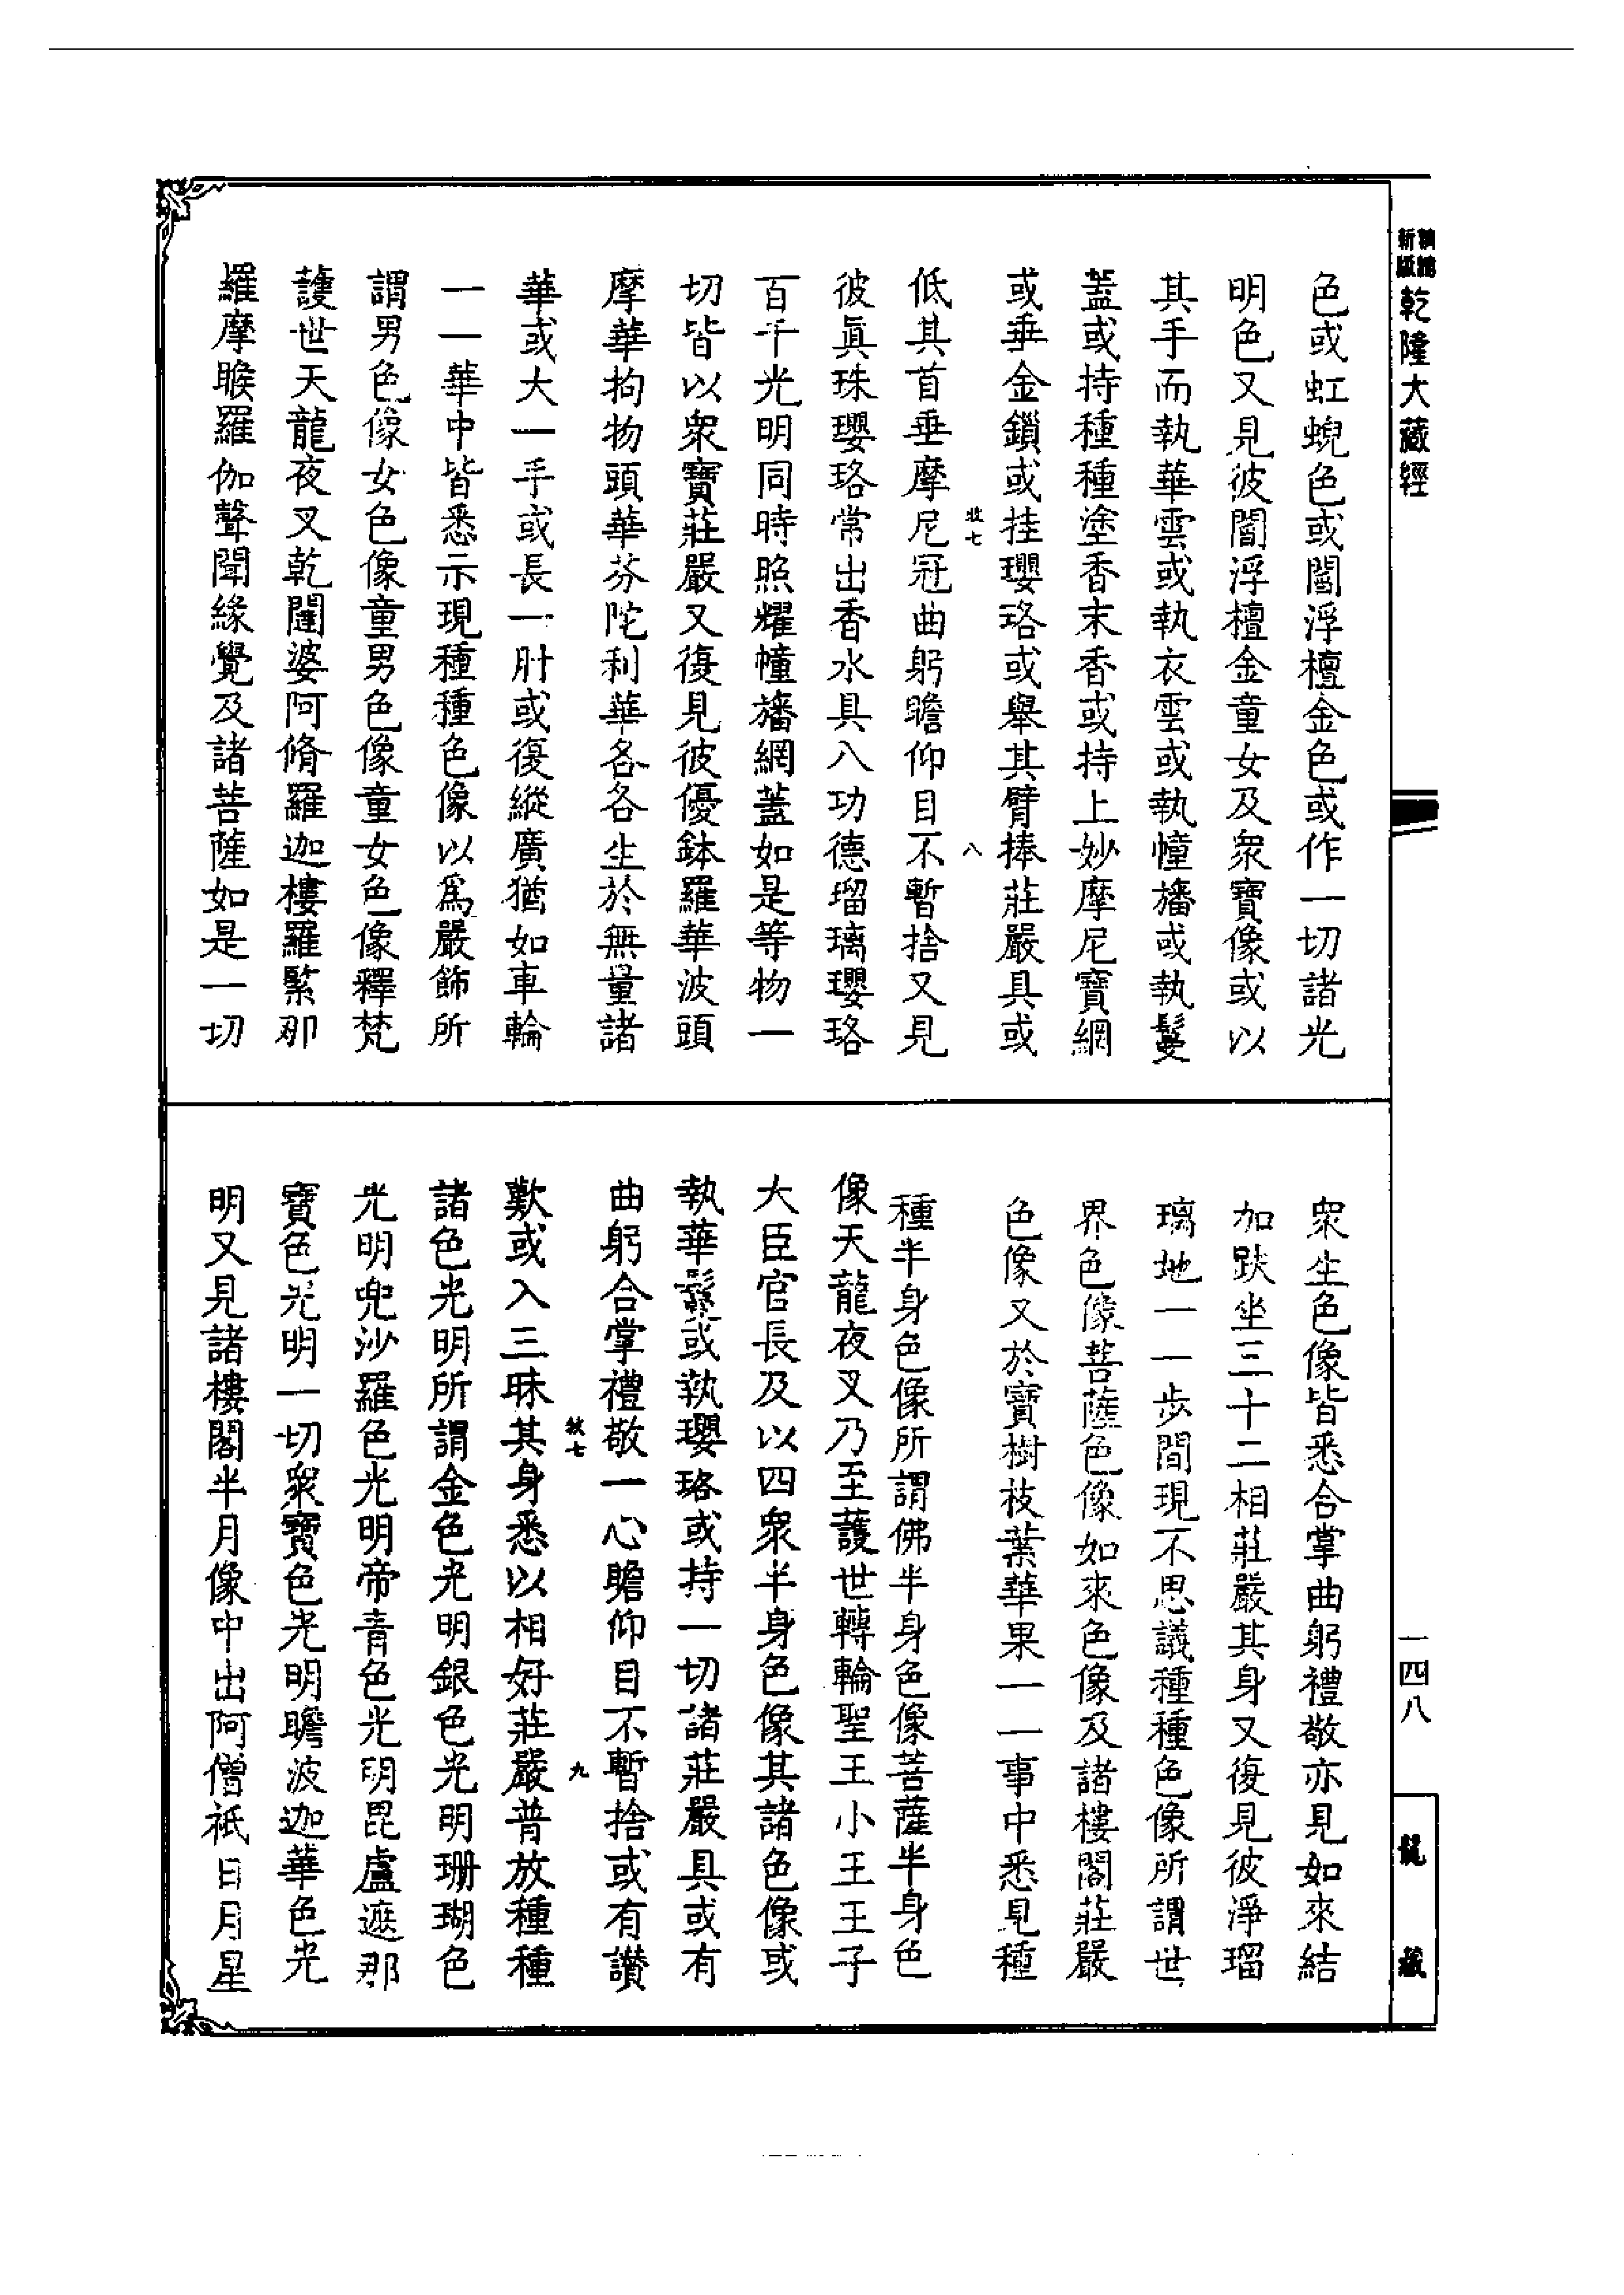 新版
精縮
乾隆大藏經
色或虹蜺色或閻浮檀金色或作一切諸光
明色又見彼閻浮檀金童女及眾寶像或以
其手而執華雲或執衣雲或執幢旛或執鬘
蓋或持種種塗香末香或持上妙摩尼寶網
或垂金鎖或挂瓔珞或舉其臂捧莊嚴具或
低其首垂摩尼冠曲躬瞻仰目不暫捨又見
彼眞珠瓔珞常出香水具八功德瑠璃瓔珞
百千光明同時照耀幢旛網蓋如是等物一
切皆以眾寶莊嚴又復見彼優鉢羅華波頭
摩華拘物頭華芬陀利華各各生於無量諸
華或大一手或長一肘或復縱廣猶如車輪
一一華中皆悉示現種種色像以為嚴飾所
謂男色像女色像童男色像童女色像釋梵
護世天龍夜叉乾闥婆阿脩羅迦樓羅緊那
羅摩睺羅伽聲聞緣覺及諸菩薩如是一切
七
八
眾生色像皆悉合掌曲躬禮敬亦見如來結
加趺坐三十二相莊嚴其身又復見彼淨瑠
璃地一一步間現不思議種種色像所謂世
界色像菩薩色像如來色像及諸樓閣莊嚴
色像又於寶樹枝葉華果一一事中悉見種
種半身色像所謂佛半身色像菩薩半身色
像天龍夜叉乃至護世轉輪聖王小王王子
大臣官長及以四眾半身色像其諸色像或
執華鬘或執瓔珞或持一切諸莊嚴具或有
曲躬合掌禮敬一心瞻仰目不暫捨或有讚
歎或入三昧其身悉以相好莊嚴普放種種
諸色光明所謂金色光明銀色光明珊瑚色
光明兜沙羅色光明帝青色光明毘盧遮那
寶色光明一切眾寶色光明瞻波迦華色光
明又見諸樓閣半月像中出阿僧祇日月星
七
九
一四八
龍藏